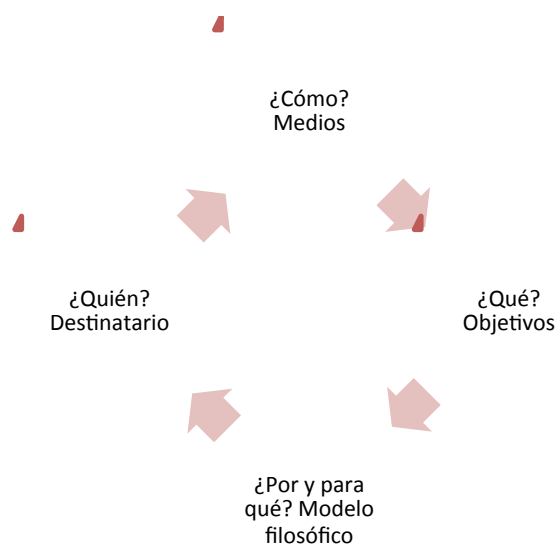 ¿Cómo?
Medios
¿Quién?
Destinatario
¿Qué?
Objetivos
¿Por y para
qué? Modelo
filosófico